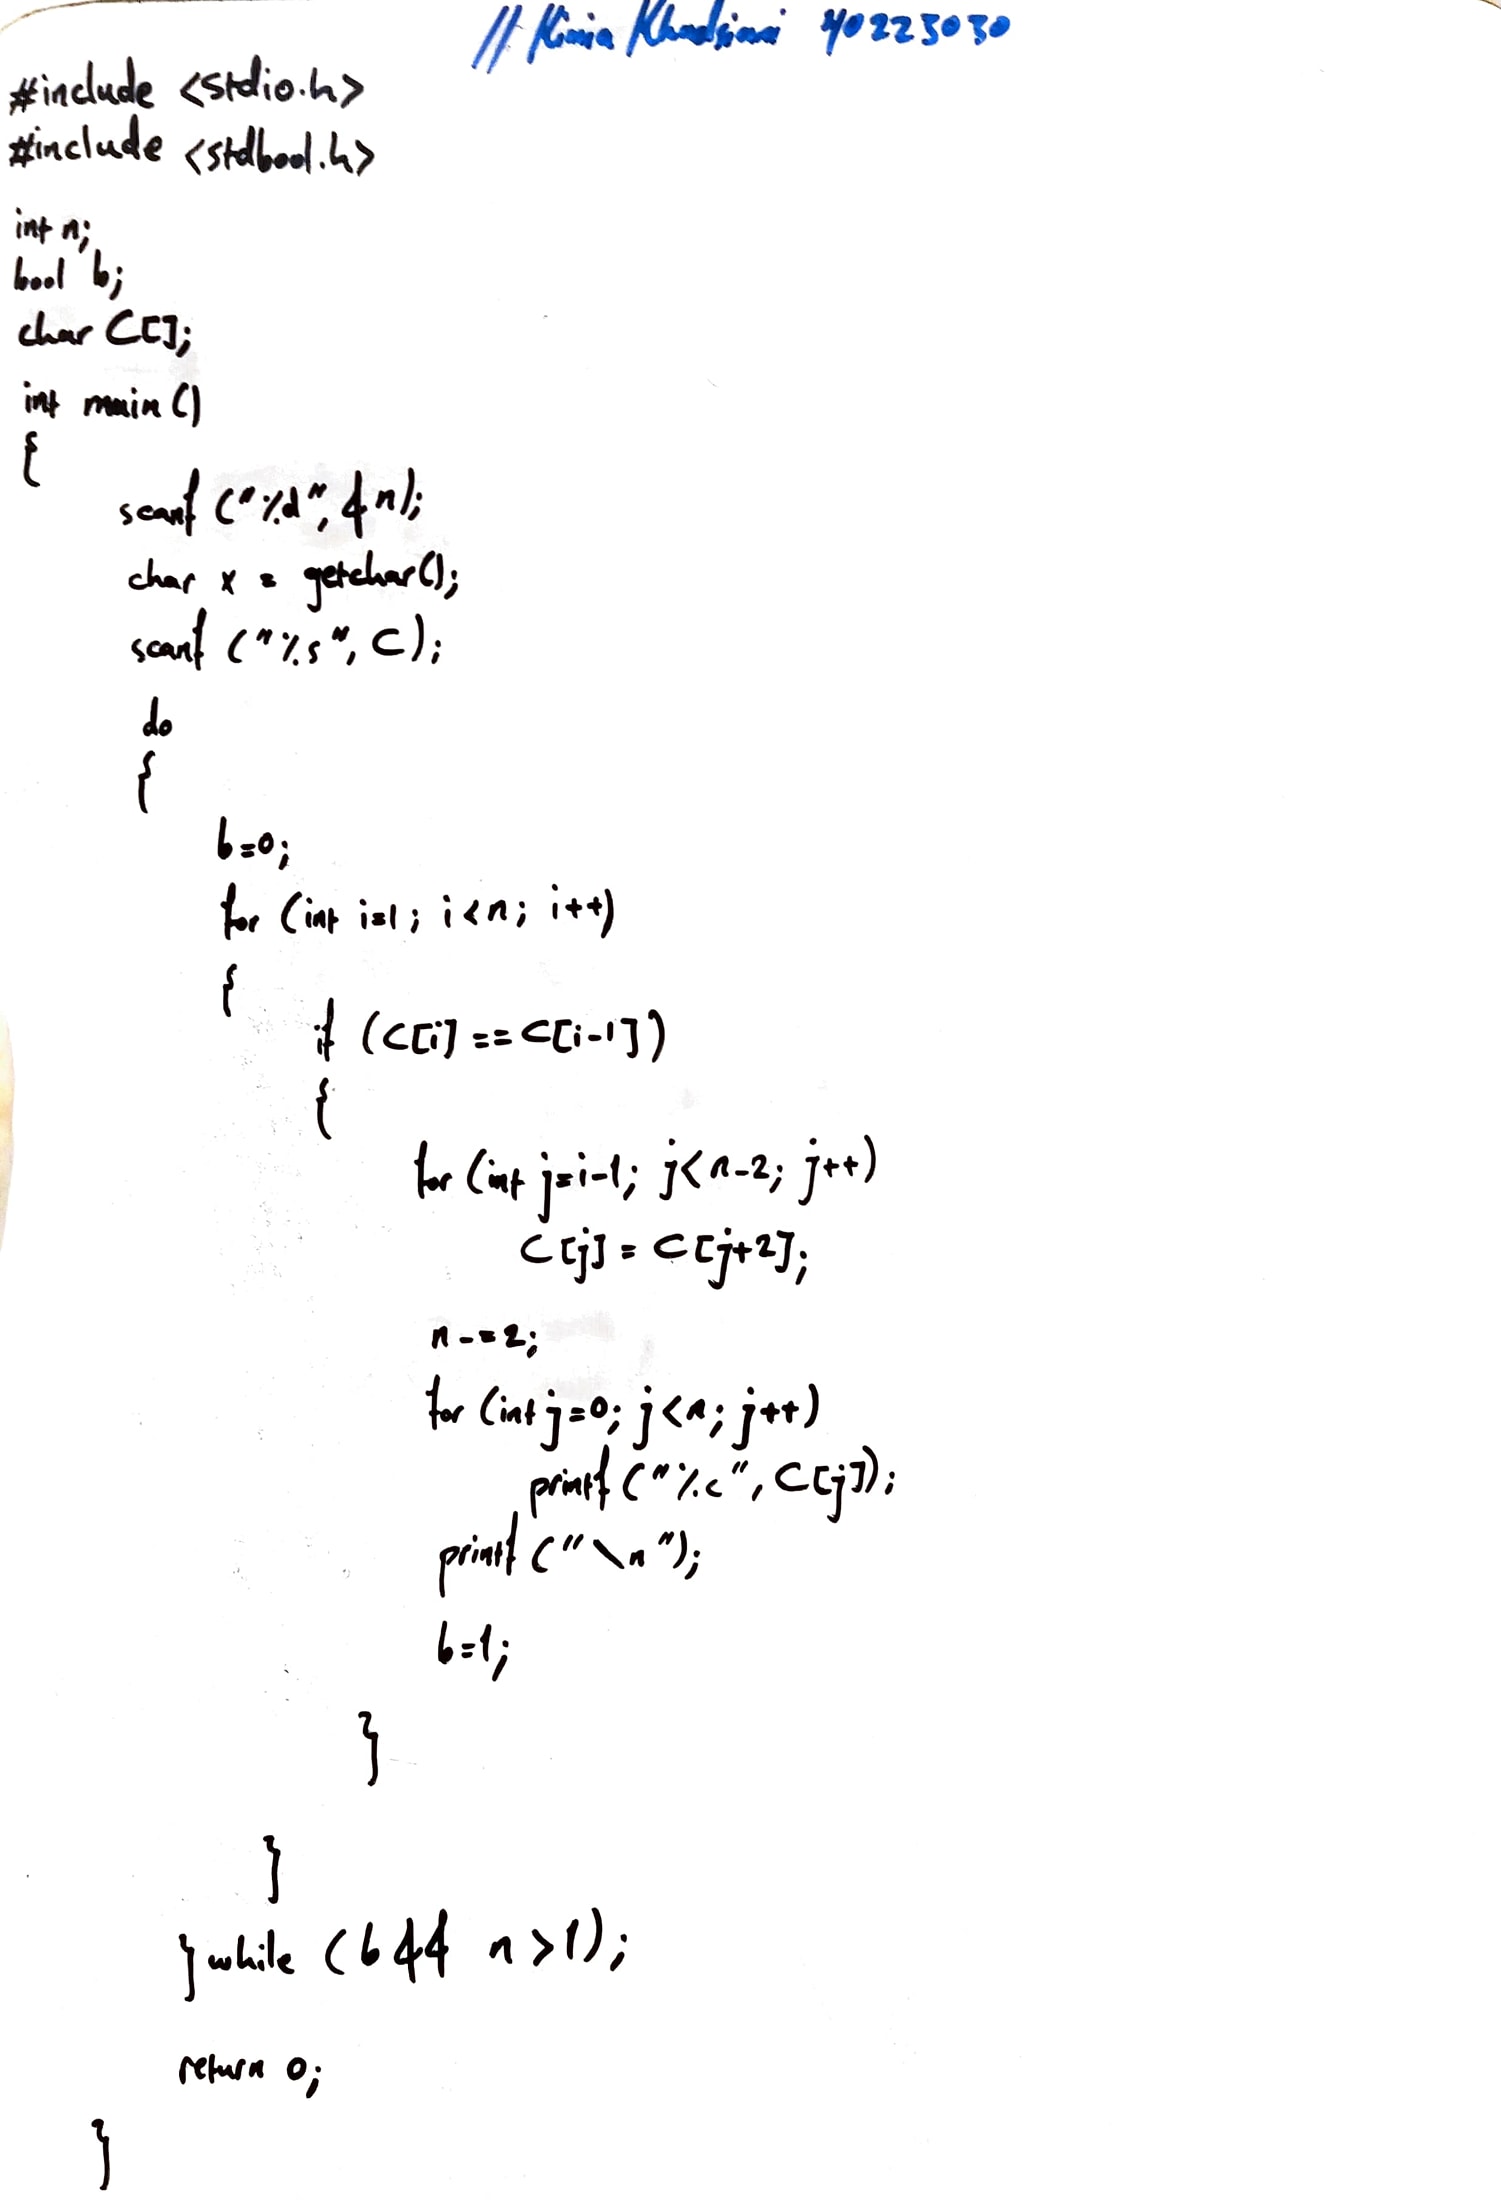 // Kimia 40223030
#include <stdio.h>
#include <stdbool.h>
int n;
bool b;
char C[];
int main()
{
scanf ("%d", &n);
char x = getchar();
scanf ("%s", C);
do
{
b=0;
for (int i=1; i<n; i++)
{
if (C[i] == C[i-1])
{
for (int j=i-1; j<n-2; j++)
C[j] = C[j+2];
n-=2;
for (int j=0; j<n; j++)
printf ("%c", C[j]);
printf ("\n");
b=1;
}
}
} while (b && n>1);
return 0;
}